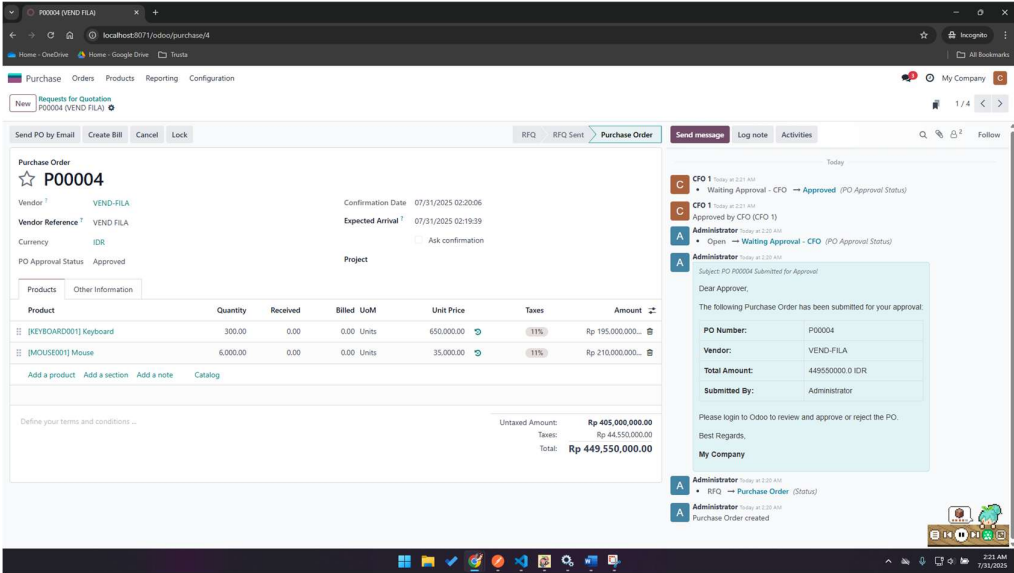 P00004 (VEND FILA)
localhost:8071/odoo/purchase/4
Incognito
Home - OneDrive
Home - Google Drive
Trusta
All Bookmarks
Purchase
Orders
Products
Reporting
Configuration
My Company
C
New
Requests for Quotation
P00004 (VEND FILA)
1/4
Send PO by Email
Create Bill
Cancel
Lock
RFQ
RFQ Sent
Purchase Order
Send message
Log note
Activities
2
Follow
Purchase Order
P00004
Vendor ?
VEND-FILA
Vendor Reference ?
VEND FILA
Currency
IDR
PO Approval Status
Approved
Confirmation Date
07/31/2025 02:20:06
Expected Arrival ?
07/31/2025 02:19:39
Ask confirmation
Project
Products
Other Information
Product Quantity Received Billed UoM Unit Price Taxes Amount
[KEYBOARD001] Keyboard 300.00 0.00 0.00 Units 650,000.00 11% Rp 195,000,000...
[MOUSE001] Mouse 6,000.00 0.00 0.00 Units 35,000.00 11% Rp 210,000,000...
Add a product
Add a section
Add a note
Catalog
Define your terms and conditions ...
Untaxed Amount: Rp 405,000,000.00
Taxes: Rp 44,550,000.00
Total: Rp 449,550,000.00
Today
C
CFO 1 Today at 2:21 AM
Waiting Approval - CFO → Approved (PO Approval Status)
C
CFO 1 Today at 2:21 AM
Approved by CFO (CFO 1)
A
Administrator Today at 2:20 AM
Open → Waiting Approval - CFO (PO Approval Status)
A
Administrator Today at 2:20 AM
Subject: PO P00004 Submitted for Approval
Dear Approver,
The following Purchase Order has been submitted for your approval:
PO Number: P00004
Vendor: VEND-FILA
Total Amount: 449550000.0 IDR
Submitted By: Administrator
Please login to Odoo to review and approve or reject the PO.
Best Regards,
My Company
A
Administrator Today at 2:20 AM
RFQ → Purchase Order (Status)
A
Administrator Today at 2:20 AM
Purchase Order created
2:21 AM
7/31/2025